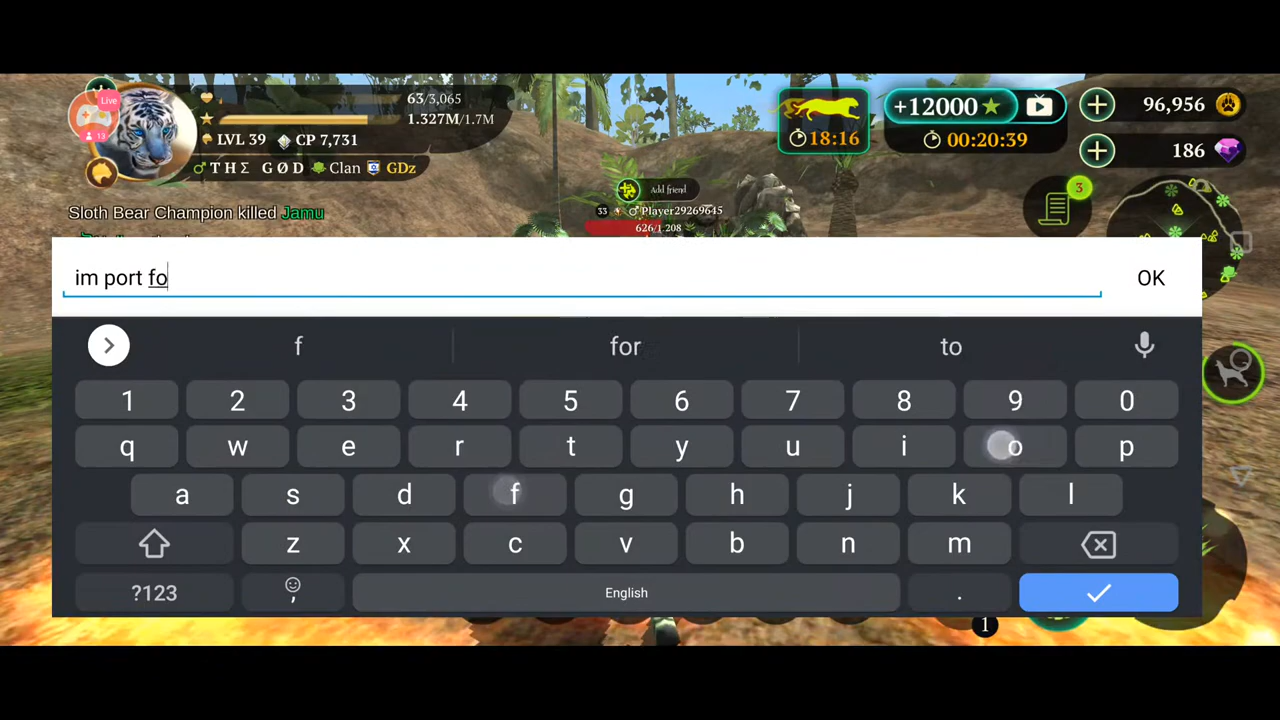 Live
13
63/3,065
1.327M/1.7M
LVL 39 CP 7,731
T H Σ G Ø D Clan GDz
18:16
+12000
00:20:39
96,956
186
3
Add friend
33 Player29269645
626/1.208
Sloth Bear Champion killed Jamu
im port fo
OK
f for to
1 2 3 4 5 6 7 8 9 0
q w e r t y u i o p
a s d f g h j k l
z x c v b n m
?123 , English .
1